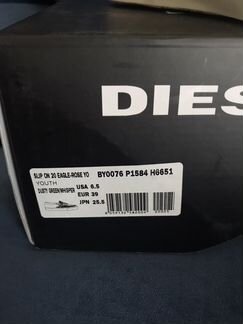 DIES
SLIP ON 20 EAGLE-ROSE YO BY0076 P1584 H6651
YOUTH
DUSTY GREEN/WHISPER
USA 6.5
EUR 39
JPN 25.5